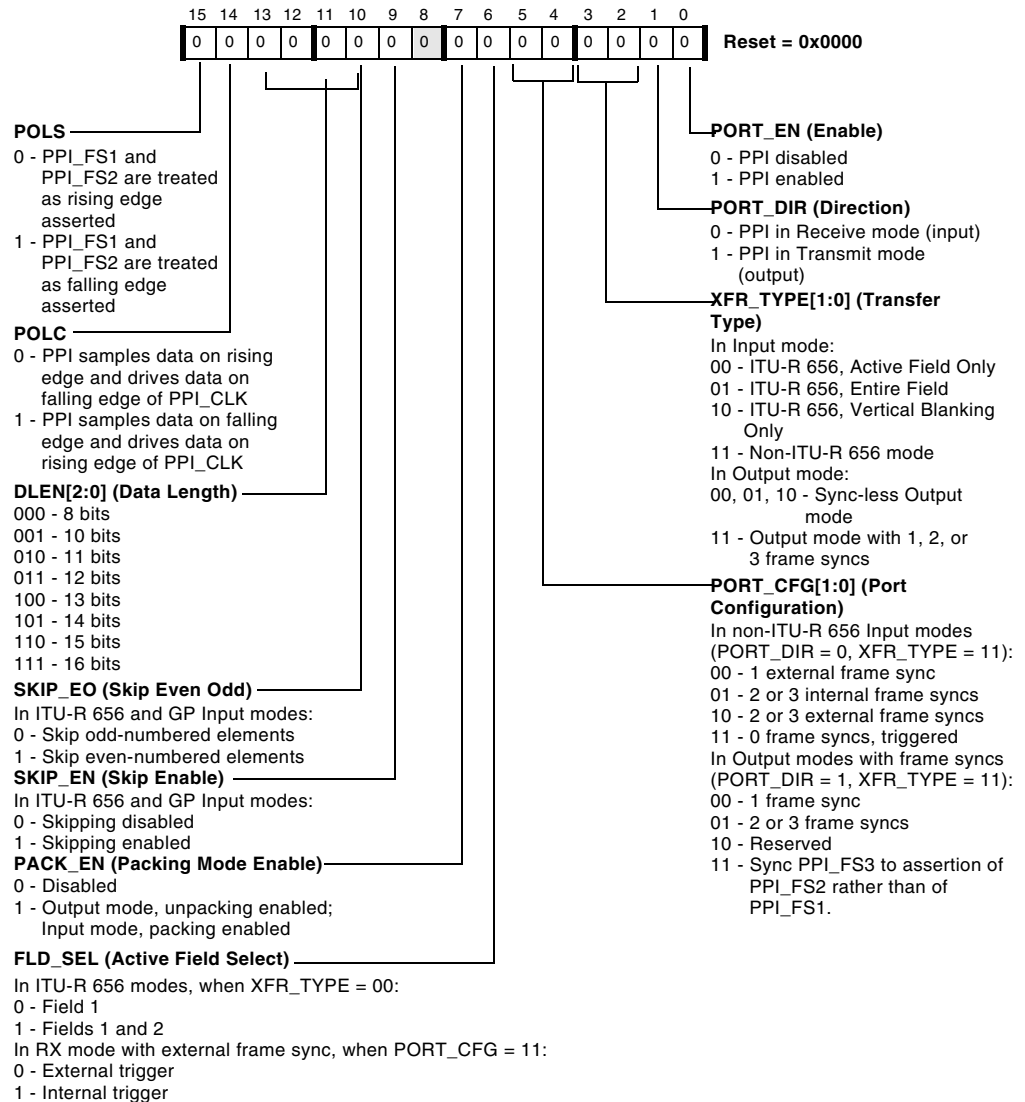 15 14 13 12 11 10 9 8 7 6 5 4 3 2 1 0
0 0 0 0 0 0 0 0 0 0 0 0 0 0 0 0 Reset = 0x0000
POLS
0 - PPI_FS1 and
PPI_FS2 are treated
as rising edge
asserted
1 - PPI_FS1 and
PPI_FS2 are treated
as falling edge
asserted
POLC
0 - PPI samples data on rising
edge and drives data on
falling edge of PPI_CLK
1 - PPI samples data on falling
edge and drives data on
rising edge of PPI_CLK
DLEN[2:0] (Data Length)
000 - 8 bits
001 - 10 bits
010 - 11 bits
011 - 12 bits
100 - 13 bits
101 - 14 bits
110 - 15 bits
111 - 16 bits
SKIP_EO (Skip Even Odd)
In ITU-R 656 and GP Input modes:
0 - Skip odd-numbered elements
1 - Skip even-numbered elements
SKIP_EN (Skip Enable)
In ITU-R 656 and GP Input modes:
0 - Skipping disabled
1 - Skipping enabled
PACK_EN (Packing Mode Enable)
0 - Disabled
1 - Output mode, unpacking enabled;
Input mode, packing enabled
FLD_SEL (Active Field Select)
In ITU-R 656 modes, when XFR_TYPE = 00:
0 - Field 1
1 - Fields 1 and 2
In RX mode with external frame sync, when PORT_CFG = 11:
0 - External trigger
1 - Internal trigger
PORT_EN (Enable)
0 - PPI disabled
1 - PPI enabled
PORT_DIR (Direction)
0 - PPI in Receive mode (input)
1 - PPI in Transmit mode
(output)
XFR_TYPE[1:0] (Transfer
Type)
In Input mode:
00 - ITU-R 656, Active Field Only
01 - ITU-R 656, Entire Field
10 - ITU-R 656, Vertical Blanking
Only
11 - Non-ITU-R 656 mode
In Output mode:
00, 01, 10 - Sync-less Output
mode
11 - Output mode with 1, 2, or
3 frame syncs
PORT_CFG[1:0] (Port
Configuration)
In non-ITU-R 656 Input modes
(PORT_DIR = 0, XFR_TYPE = 11):
00 - 1 external frame sync
01 - 2 or 3 internal frame syncs
10 - 2 or 3 external frame syncs
11 - 0 frame syncs, triggered
In Output modes with frame syncs
(PORT_DIR = 1, XFR_TYPE = 11):
00 - 1 frame sync
01 - 2 or 3 frame syncs
10 - Reserved
11 - Sync PPI_FS3 to assertion of
PPI_FS2 rather than of
PPI_FS1.